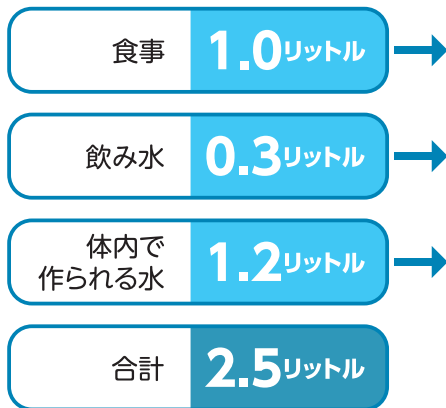 食事 1.0リットル
飲み水 0.3リットル
体内で
作られる水 1.2リットル
合計 2.5リットル